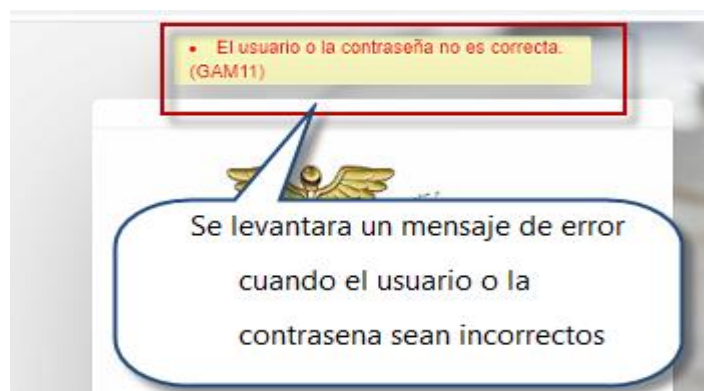 • El usuario o la contraseña no es correcta.
(GAM11)
Se levantara un mensaje de error
cuando el usuario o la
contrasena sean incorrectos